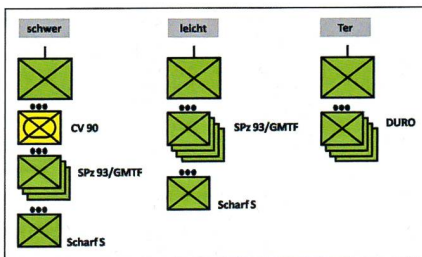 schwer
leicht
Ter
CV 90
SPz 93/GMTF
Scharf S
SPz 93/GMTF
Scharf S
DURO